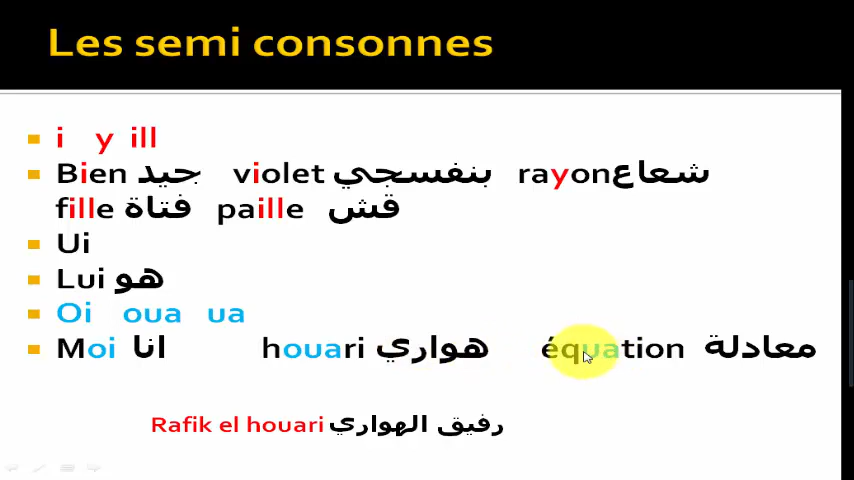 Les semi consonnes
i y ill
Bien جيد violet بنفسجي rayon شعاع
fille فتاة paille قش
Ui
Lui هو
Oi oua ua
Moi انا houari هواري équation معادلة
Rafik el houari رفيق الهواري